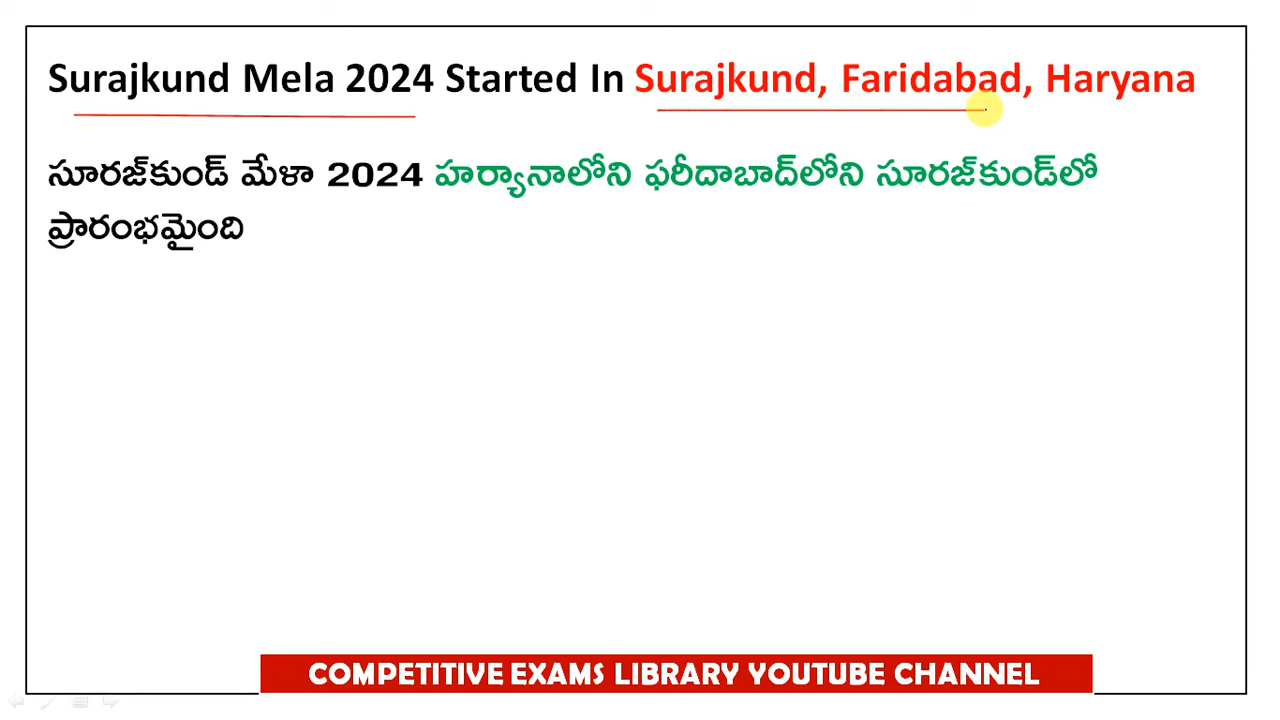 Surajkund Mela 2024 Started In Surajkund, Faridabad, Haryana
సూరజ్‌కుండ్ మేళా 2024 హర్యానాలోని ఫరీదాబాద్‌లోని సూరజ్‌కుండ్‌లో
ప్రారంభమైంది
COMPETITIVE EXAMS LIBRARY YOUTUBE CHANNEL